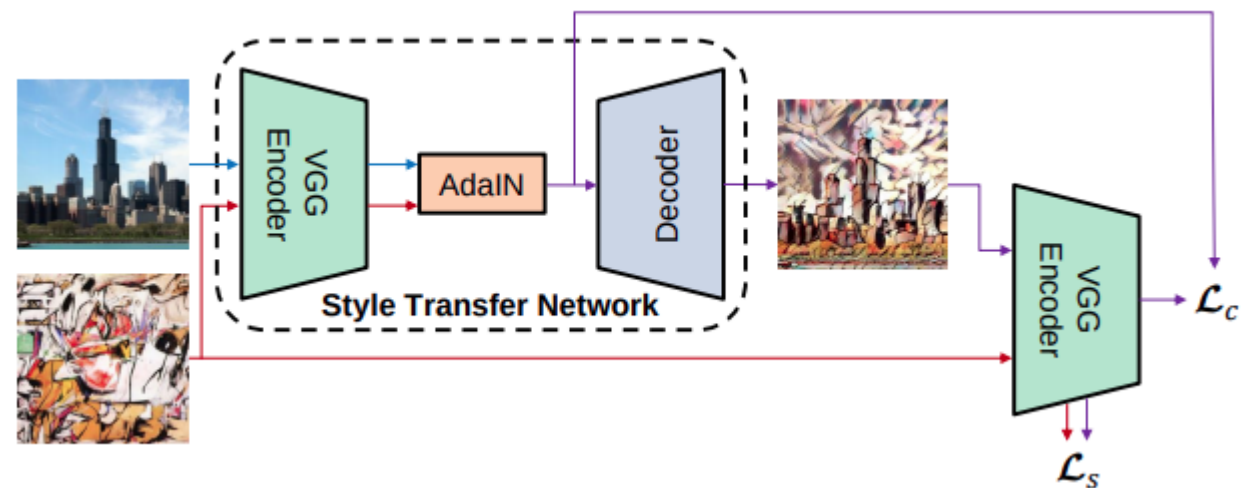 VGG
Encoder
AdaIN
Decoder
Style Transfer Network
VGG
Encoder
ℒc
ℒs